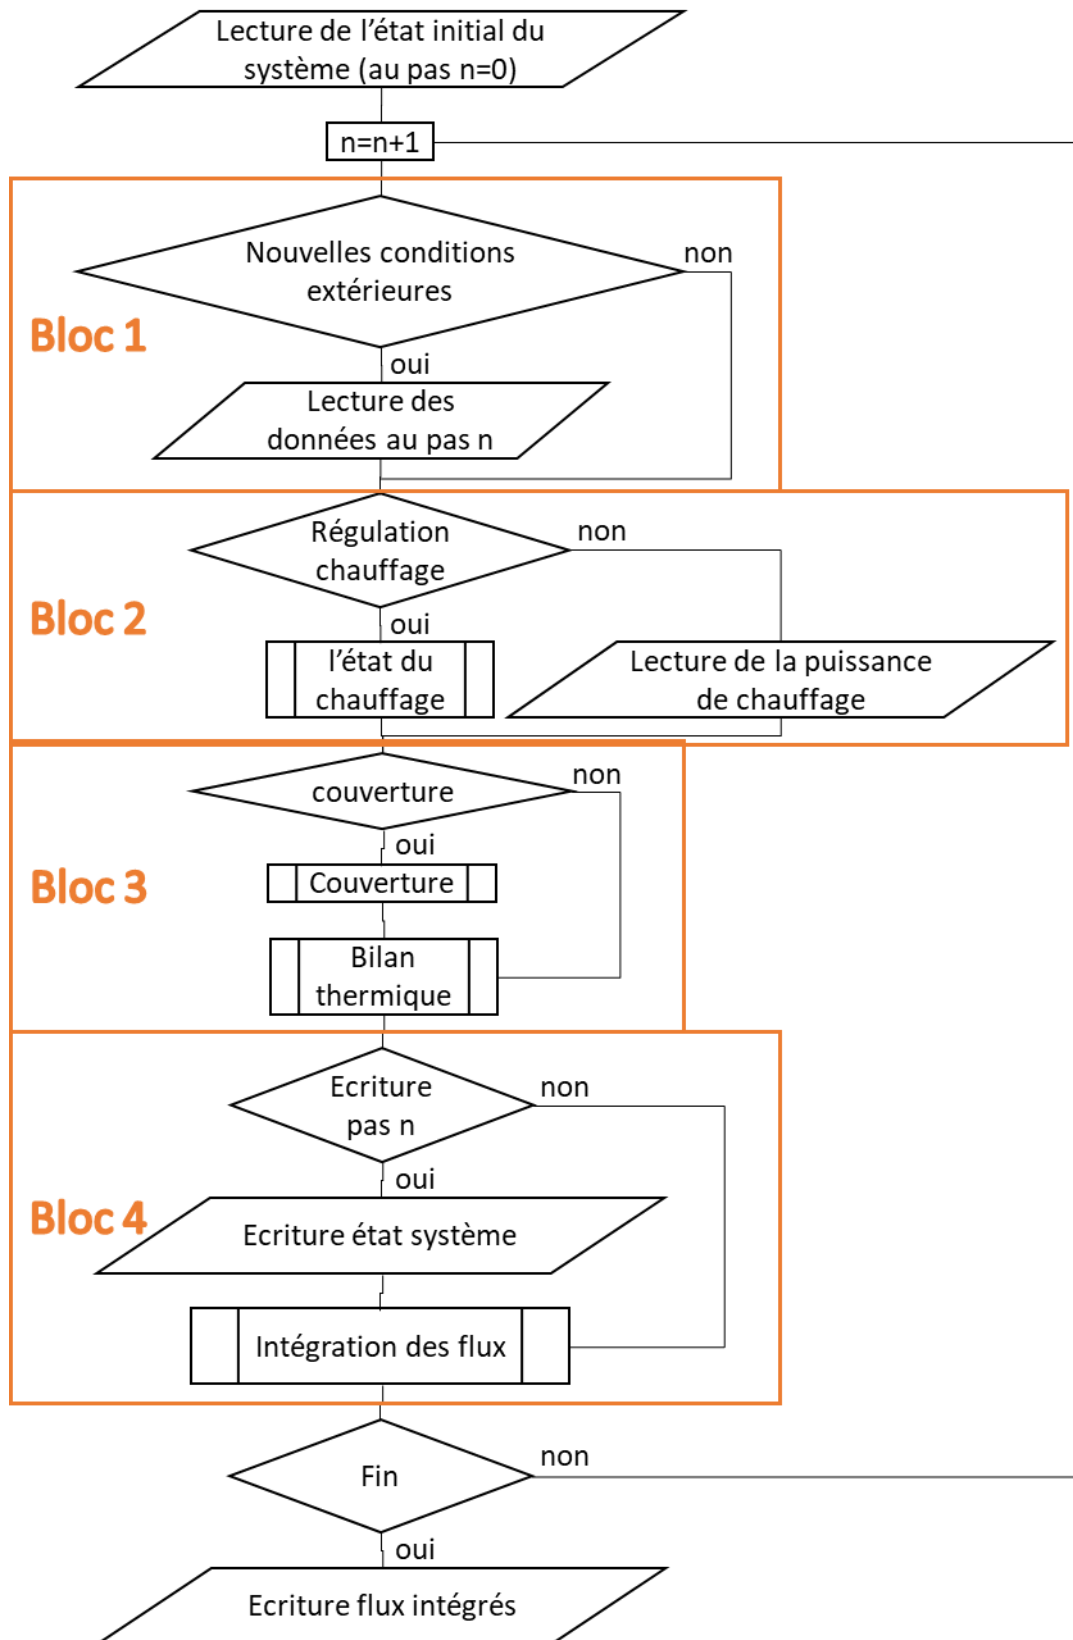 Lecture de l’état initial du
système (au pas n=0)
n=n+1
Nouvelles conditions
extérieures
non
Bloc 1
oui
Lecture des
données au pas n
Régulation
chauffage
non
Bloc 2
oui
l’état du
chauffage
Lecture de la puissance
de chauffage
couverture
non
oui
Bloc 3
Couverture
Bilan
thermique
Ecriture
pas n
non
oui
Bloc 4
Ecriture état système
Intégration des flux
Fin
non
oui
Ecriture flux intégrés